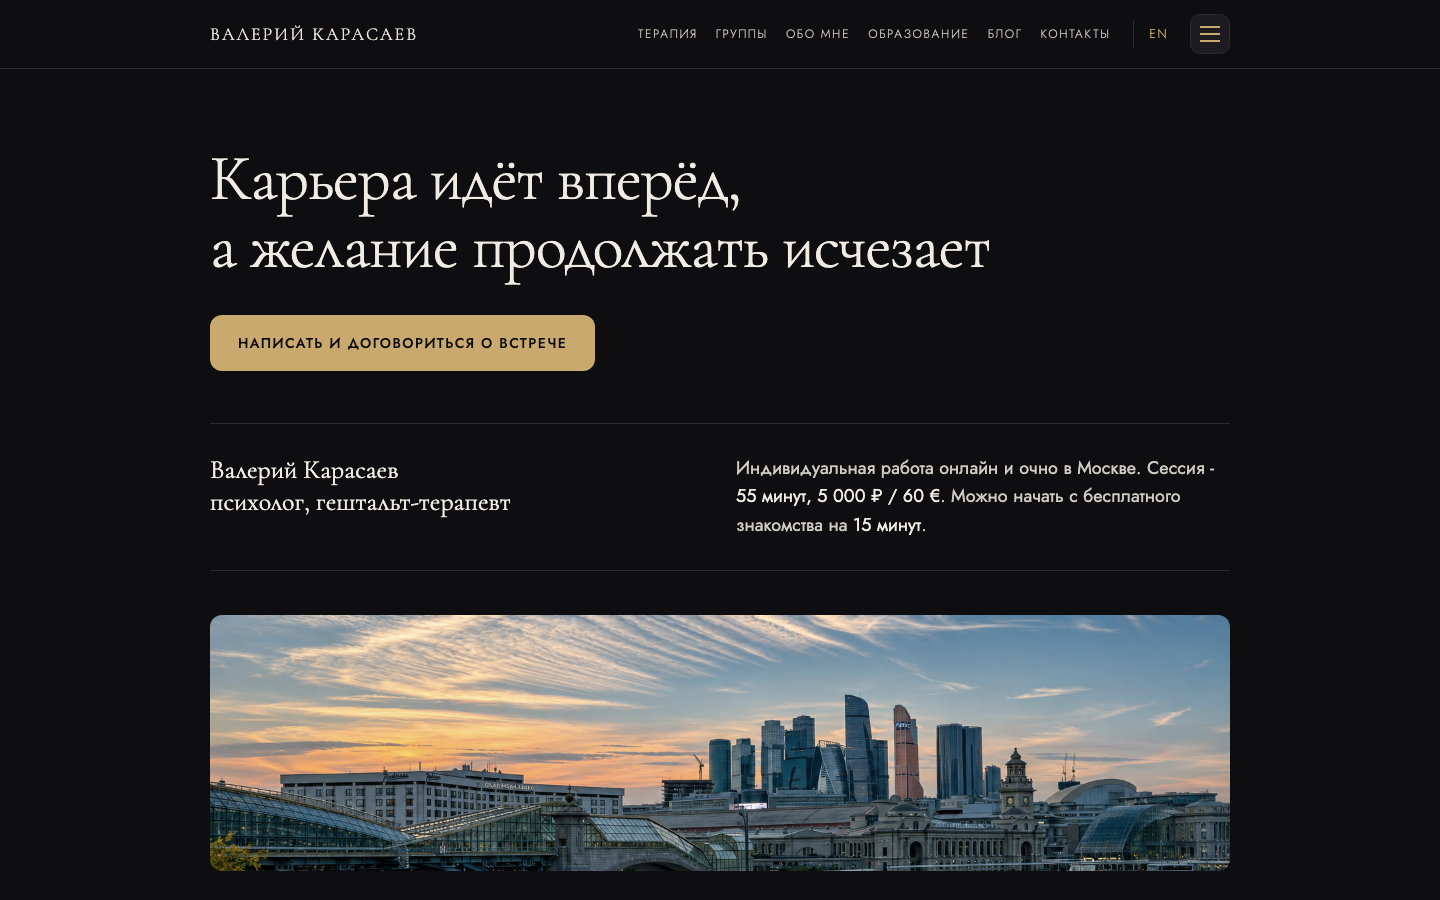 ВАЛЕРИЙ КАРАСАЕВ
ТЕРАПИЯ ГРУППЫ ОБО МНЕ ОБРАЗОВАНИЕ БЛОГ КОНТАКТЫ EN
Карьера идёт вперёд,
а желание продолжать исчезает
НАПИСАТЬ И ДОГОВОРИТЬСЯ О ВСТРЕЧЕ
Валерий Карасаев
психолог, гештальт-терапевт
Индивидуальная работа онлайн и очно в Москве. Сессия -
55 минут, 5 000 ₽ / 60 €. Можно начать с бесплатного
знакомства на 15 минут.
Radisson